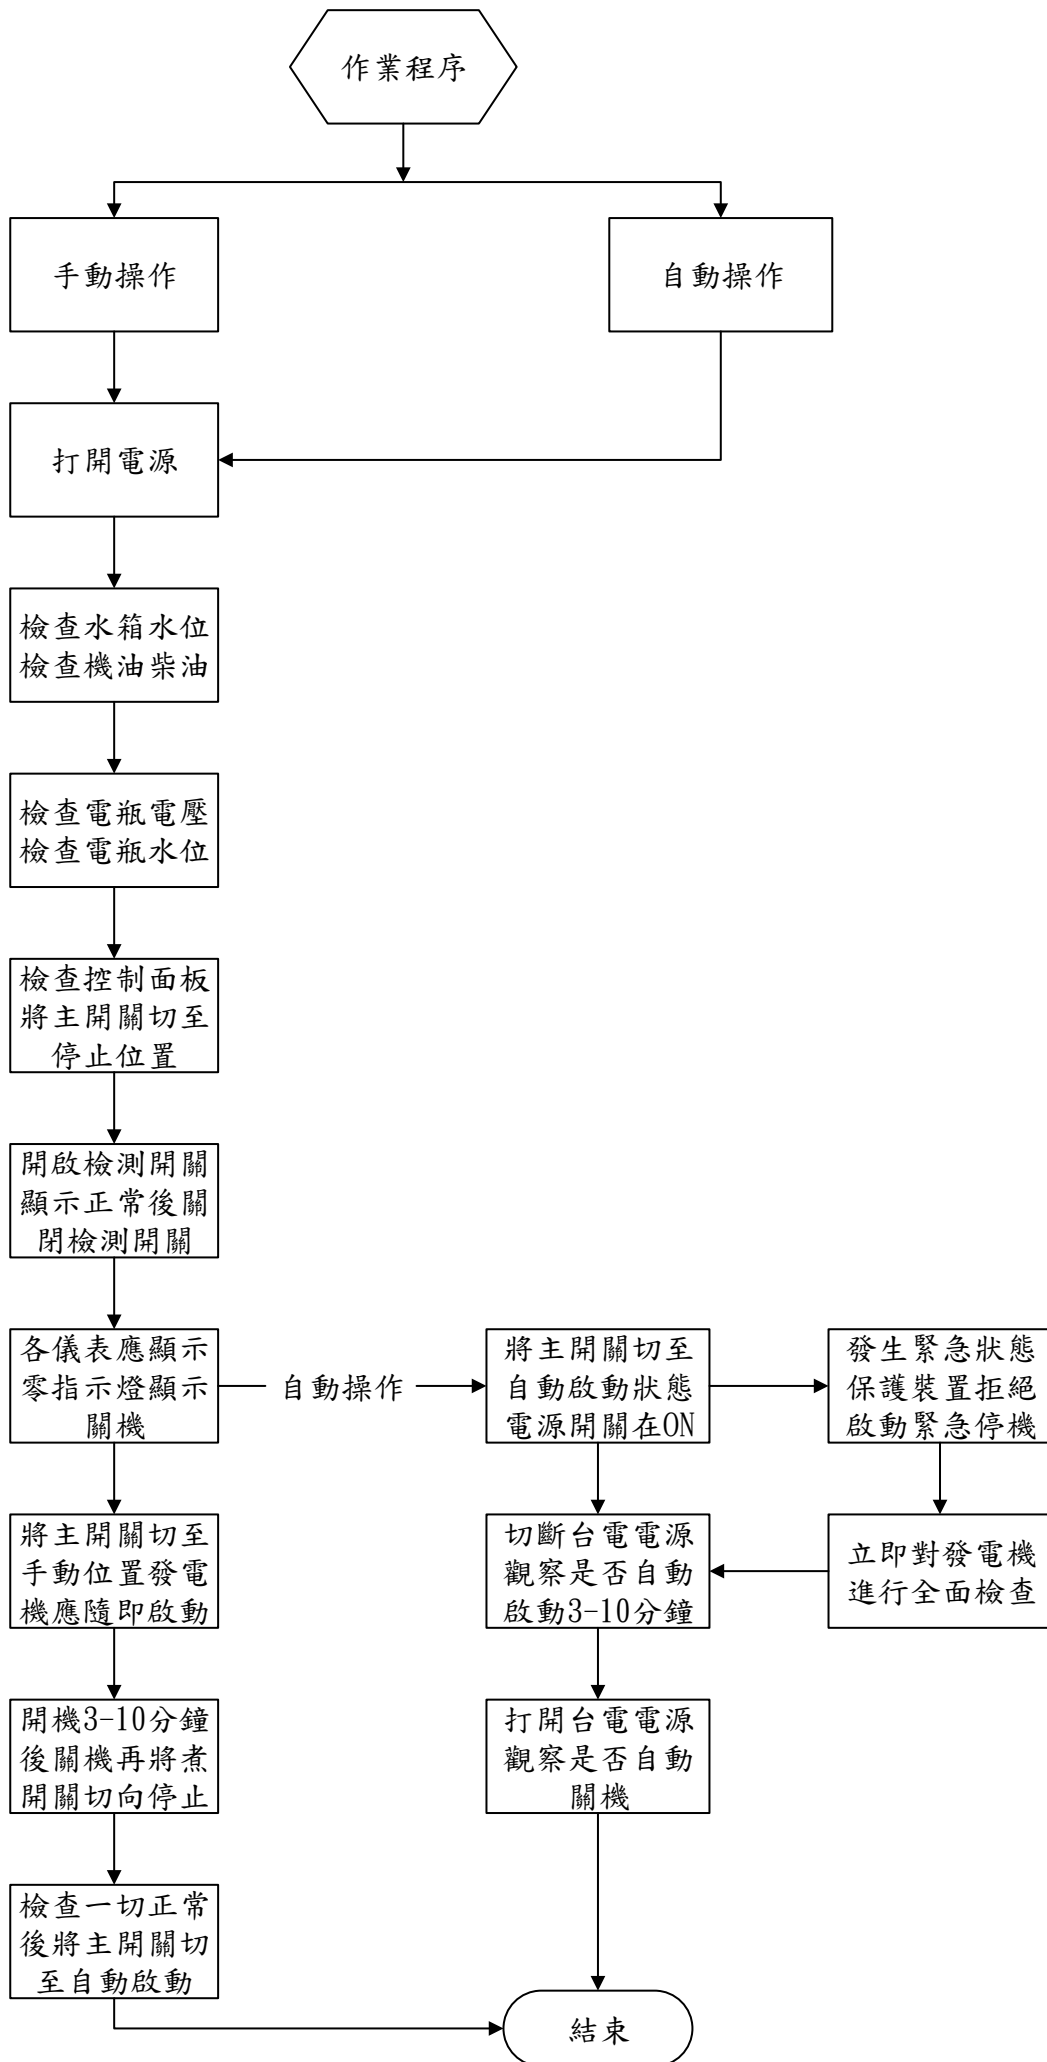 作業程序
手動操作
自動操作
打開電源
檢查水箱水位
檢查機油柴油
檢查電瓶電壓
檢查電瓶水位
檢查控制面板
將主開關切至
停止位置
開啟檢測開關
顯示正常後關
閉檢測開關
各儀表應顯示
零指示燈顯示
關機
自動操作
將主開關切至
自動啟動狀態
電源開關在ON
發生緊急狀態
保護裝置拒絕
啟動緊急停機
將主開關切至
手動位置發電
機應隨即啟動
切斷台電電源
觀察是否自動
啟動3-10分鐘
立即對發電機
進行全面檢查
開機3-10分鐘
後關機再將煮
開關切向停止
打開台電電源
觀察是否自動
關機
檢查一切正常
後將主開關切
至自動啟動
結束